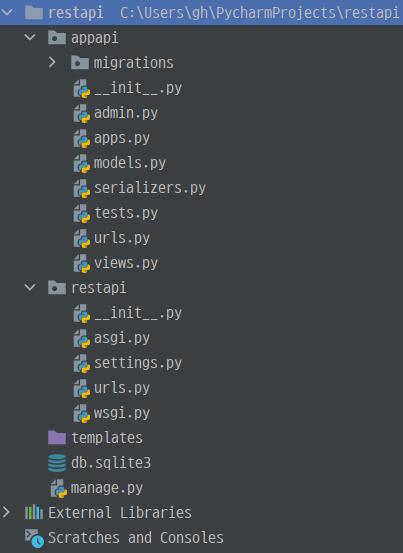 restapi C:\Users\gh\PycharmProjects\restapi
appapi
migrations
__init__.py
admin.py
apps.py
models.py
serializers.py
tests.py
urls.py
views.py
restapi
__init__.py
asgi.py
settings.py
urls.py
wsgi.py
templates
db.sqlite3
manage.py
External Libraries
Scratches and Consoles